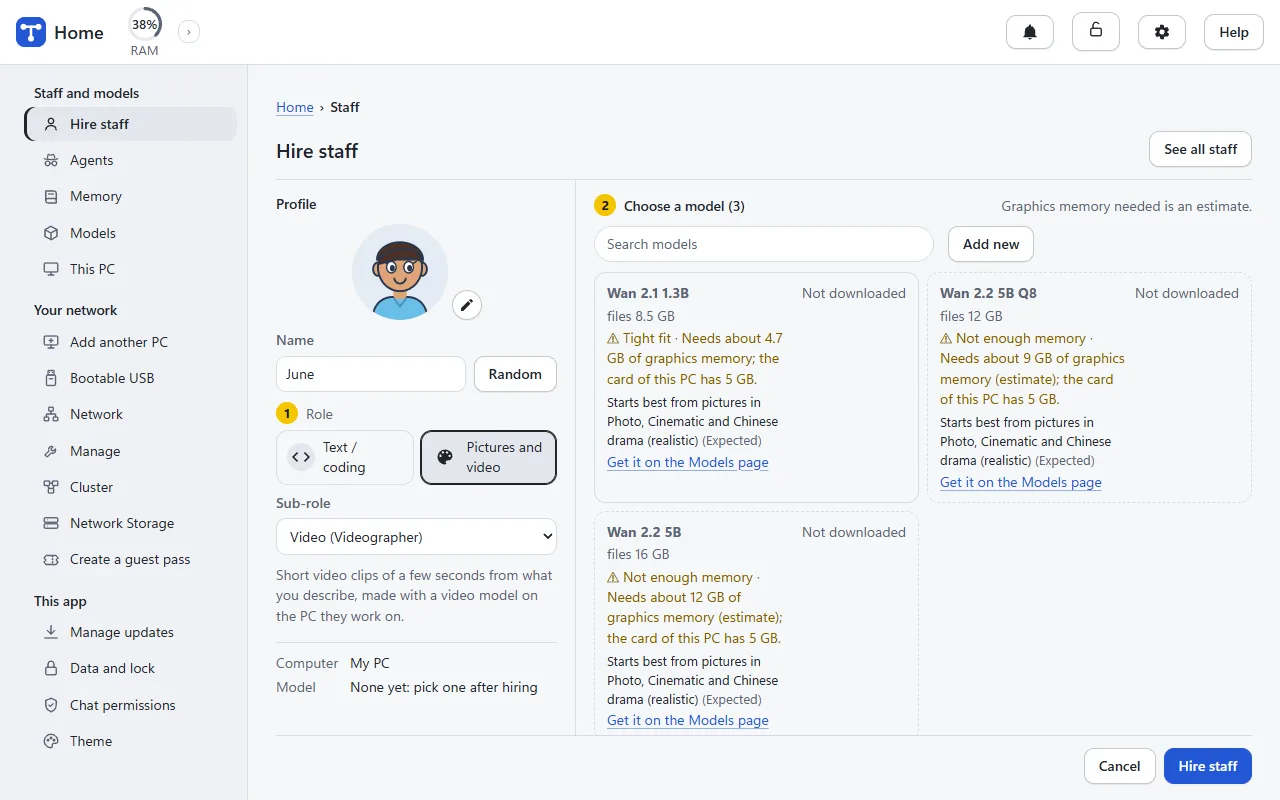 Home
38%
RAM
›
Help
Staff and models
Hire staff
Agents
Memory
Models
This PC
Your network
Add another PC
Bootable USB
Network
Manage
Cluster
Network Storage
Create a guest pass
This app
Manage updates
Data and lock
Chat permissions
Theme
Home › Staff
Hire staff
See all staff
Profile
Name
June
Random
1 Role
Text /
coding
Pictures and
video
Sub-role
Video (Videographer)
Short video clips of a few seconds from what
you describe, made with a video model on
the PC they work on.
Computer My PC
Model None yet: pick one after hiring
2 Choose a model (3)
Graphics memory needed is an estimate.
Search models
Add new
Wan 2.1 1.3B Not downloaded
files 8.5 GB
⚠ Tight fit · Needs about 4.7
GB of graphics memory; the
card of this PC has 5 GB.
Starts best from pictures in
Photo, Cinematic and Chinese
drama (realistic) (Expected)
Get it on the Models page
Wan 2.2 5B Q8 Not downloaded
files 12 GB
⚠ Not enough memory ·
Needs about 9 GB of graphics
memory (estimate); the card
of this PC has 5 GB.
Starts best from pictures in
Photo, Cinematic and Chinese
drama (realistic) (Expected)
Get it on the Models page
Wan 2.2 5B Not downloaded
files 16 GB
⚠ Not enough memory ·
Needs about 12 GB of
graphics memory (estimate);
the card of this PC has 5 GB.
Starts best from pictures in
Photo, Cinematic and Chinese
drama (realistic) (Expected)
Get it on the Models page
Cancel
Hire staff